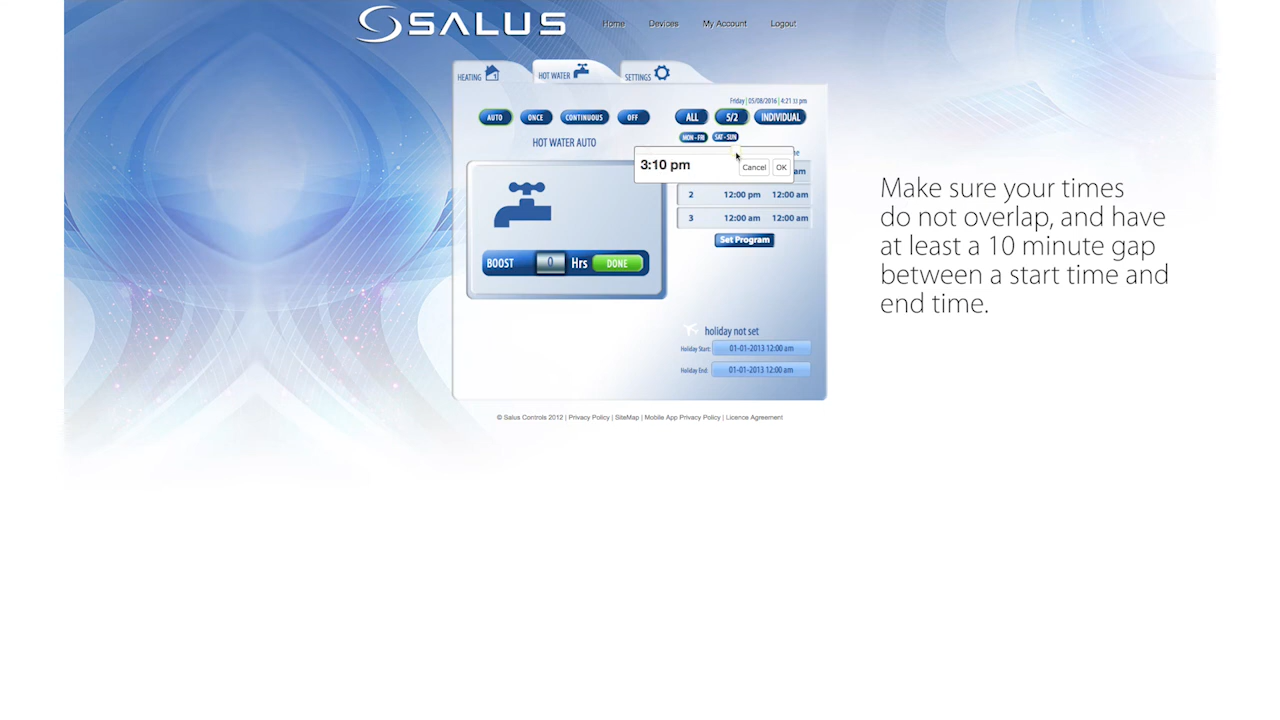 SALUS
Home Devices My Account Logout
HEATING HOT WATER SETTINGS
Friday | 05/08/2016 | 4:21:33 pm
AUTO ONCE CONTINUOUS OFF ALL 5/2 INDIVIDUAL
MON - FRI SAT - SUN
HOT WATER AUTO
3:10 pm Cancel OK
am
2 12:00 pm 12:00 am
3 12:00 am 12:00 am
Set Program
BOOST 0 Hrs DONE
holiday not set
Holiday Start: 01-01-2013 12:00 am
Holiday End: 01-01-2013 12:00 am
© Salus Controls 2012 | Privacy Policy | SiteMap | Mobile App Privacy Policy | Licence Agreement
Make sure your times
do not overlap, and have
at least a 10 minute gap
between a start time and
end time.